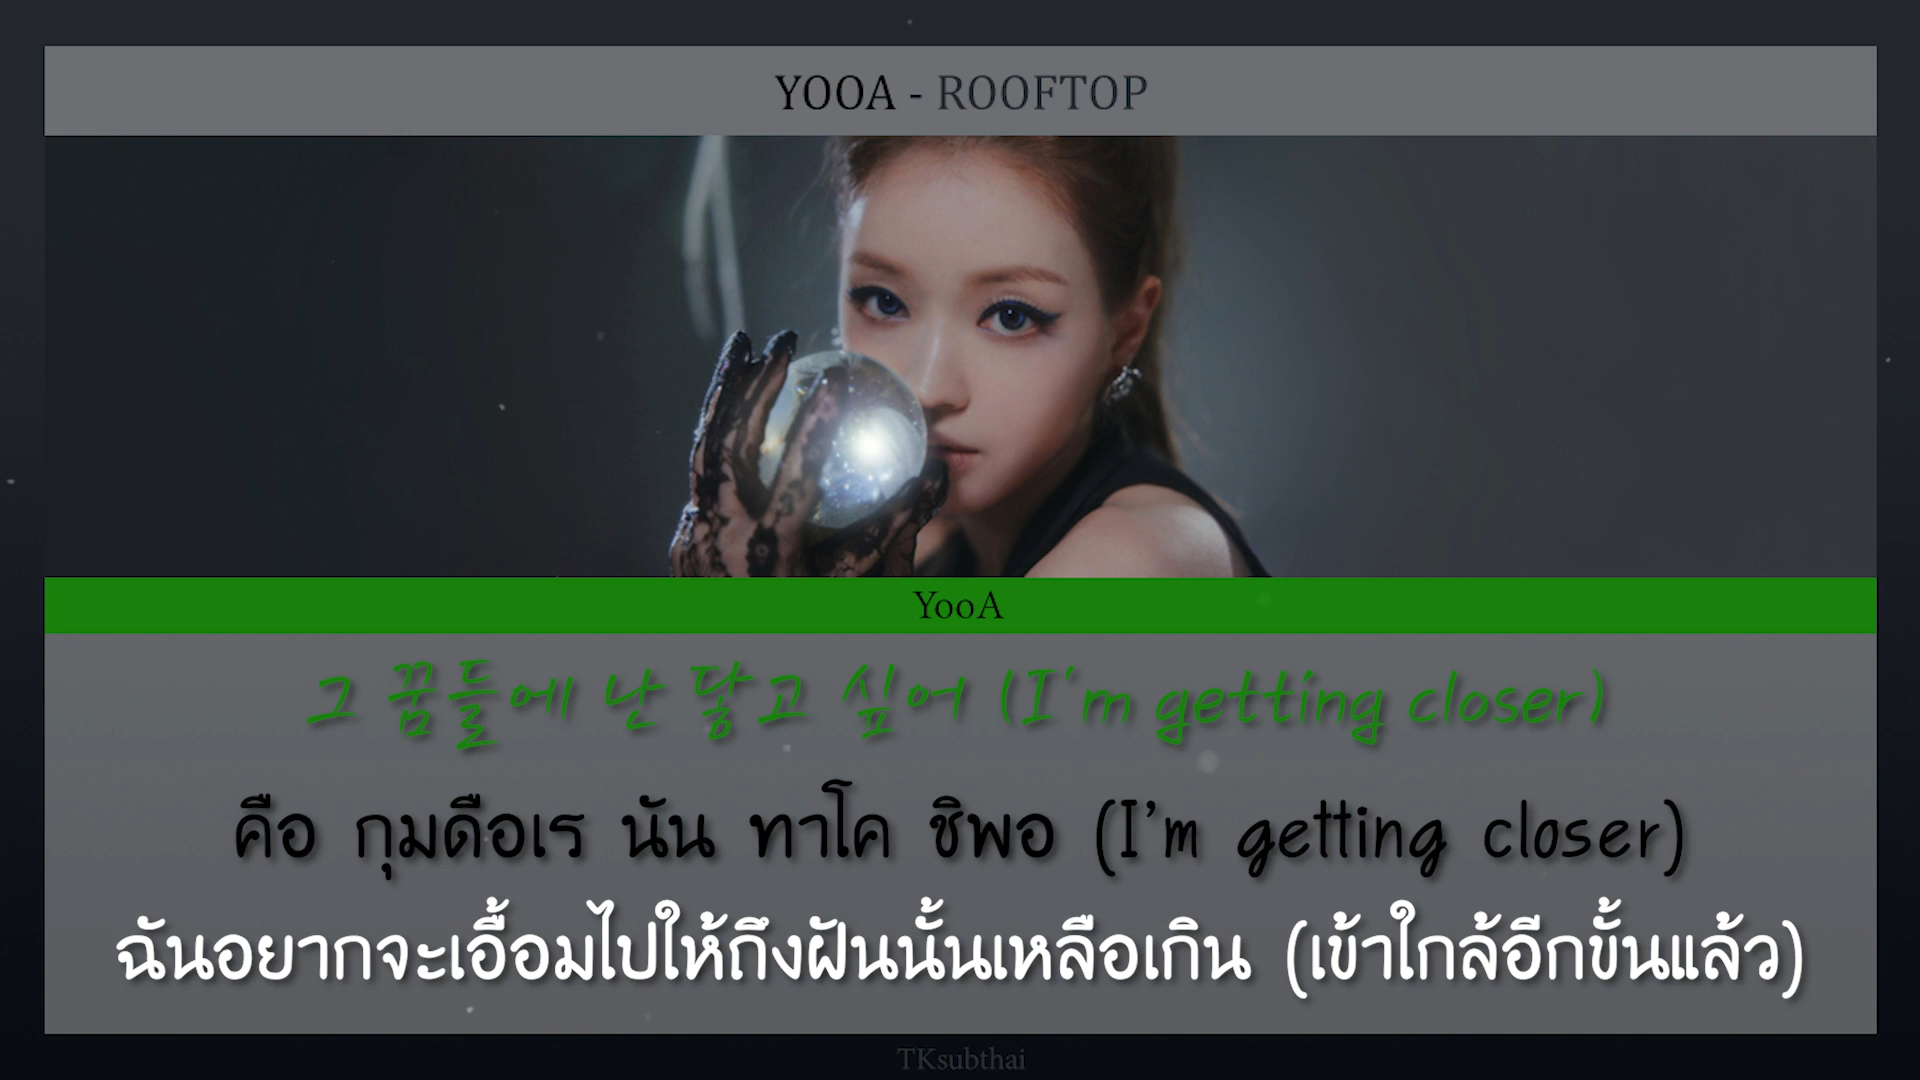 YOOA - ROOFTOP
YooA
그 꿈들에 난 닿고 싶어 (I'm getting closer)
คือ กุมดือเร นัน ทาโค ชิพอ (I'm getting closer)
ฉันอยากจะเอื้อมไปให้ถึงฝันนั้นเหลือเกิน (เข้าใกล้อีกขั้นแล้ว)
TKsubthai